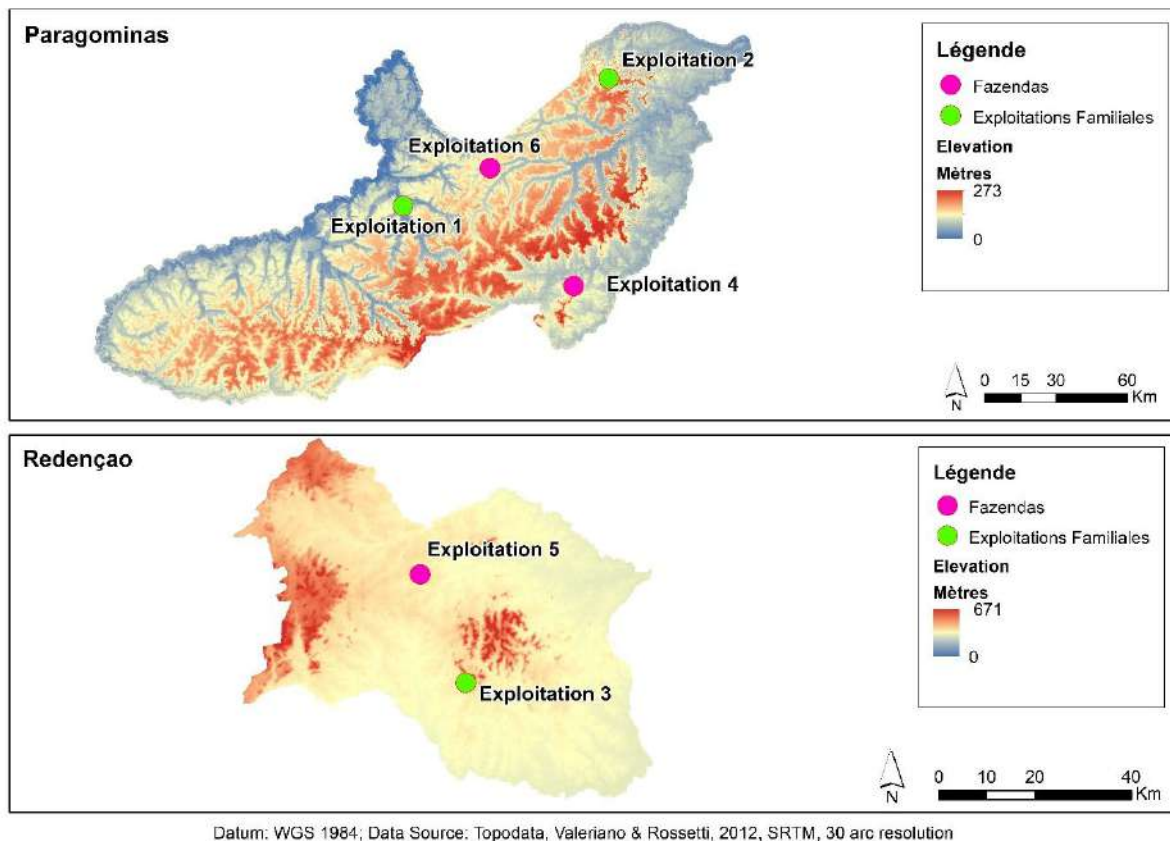 Paragominas
Exploitation 2
Exploitation 6
Exploitation 1
Exploitation 4
Légende
Fazendas
Exploitations Familiales
Elevation
Mètres
273
0
N
0 15 30 60
Km
Redençao
Exploitation 5
Exploitation 3
Légende
Fazendas
Exploitations Familiales
Elevation
Mètres
671
0
N
0 10 20 40
Km
Datum: WGS 1984; Data Source: Topodata, Valeriano & Rossetti, 2012, SRTM, 30 arc resolution